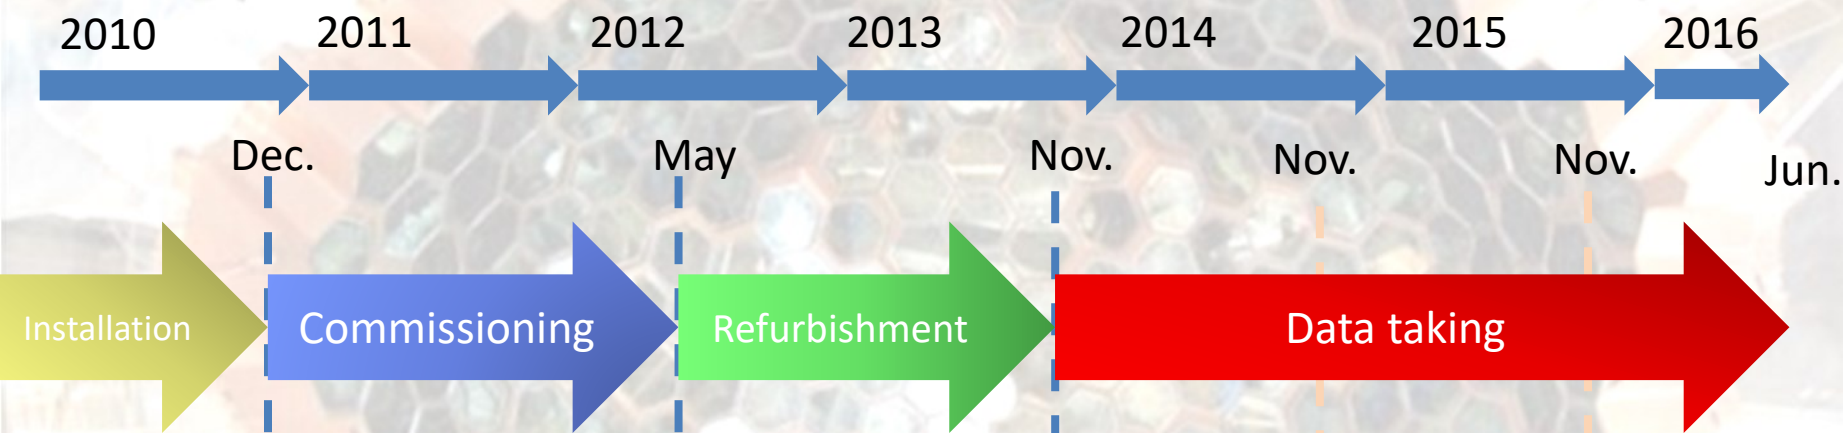 2010 2011 2012 2013 2014 2015 2016
Dec. May Nov. Nov. Nov. Jun.
Installation Commissioning Refurbishment Data taking